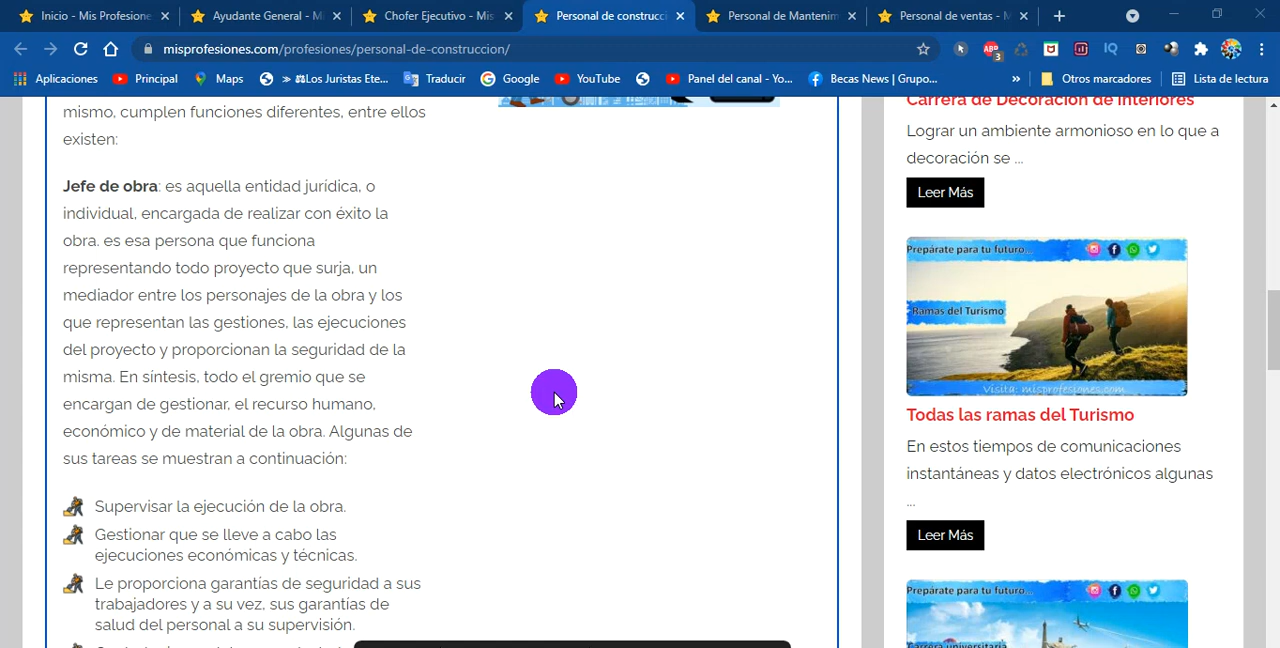 Inicio - Mis Profesione
Ayudante General - Mi
Chofer Ejecutivo - Mis
Personal de construcci
Personal de Mantenim
Personal de ventas - M
misprofesiones.com/profesiones/personal-de-construccion/
ABP
3
IQ
Aplicaciones
Principal
Maps
≫ ⚖Los Juristas Ete...
Traducir
Google
YouTube
Panel del canal - Yo...
Becas News | Grupo...
»
Otros marcadores
Lista de lectura
mismo, cumplen funciones diferentes, entre ellos
existen:
Jefe de obra: es aquella entidad jurídica, o
individual, encargada de realizar con éxito la
obra. es esa persona que funciona
representando todo proyecto que surja, un
mediador entre los personajes de la obra y los
que representan las gestiones, las ejecuciones
del proyecto y proporcionan la seguridad de la
misma. En síntesis, todo el gremio que se
encargan de gestionar, el recurso humano,
económico y de material de la obra. Algunas de
sus tareas se muestran a continuación:
Supervisar la ejecución de la obra.
Gestionar que se lleve a cabo las
ejecuciones económicas y técnicas.
Le proporciona garantías de seguridad a sus
trabajadores y a su vez, sus garantías de
salud del personal a su supervisión.
Carrera de Decoración de Interiores
Lograr un ambiente armonioso en lo que a
decoración se ...
Leer Más
Prepárate para tu futuro...
Ramas del Turismo
Visita: misprofesiones.com
Todas las ramas del Turismo
En estos tiempos de comunicaciones
instantáneas y datos electrónicos algunas
...
Leer Más
Prepárate para tu futuro...
Carrera universitaria